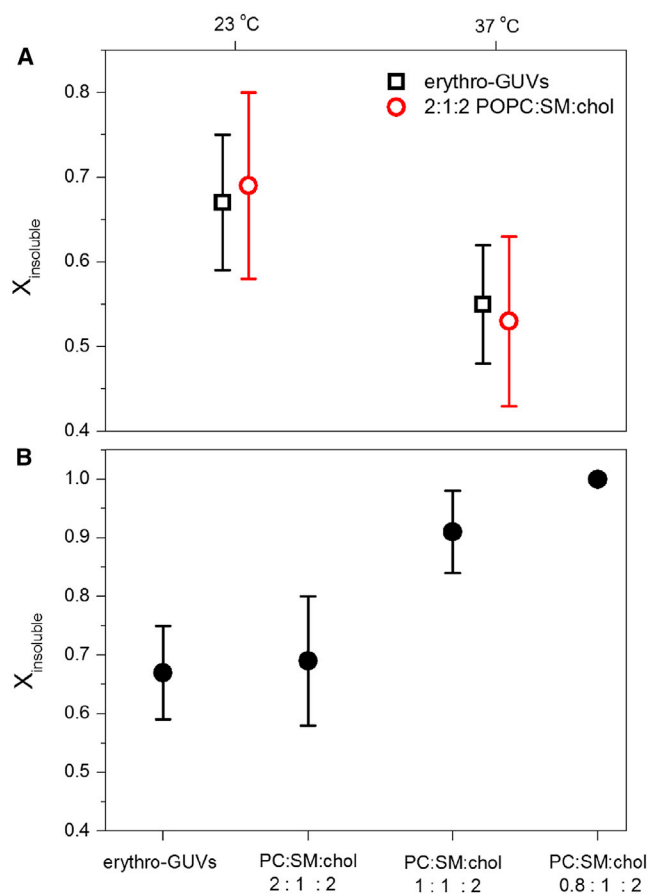 23 °C 37 °C
A
erythro-GUVs
2:1:2 POPC:SM:chol
0.8
0.7
0.6
0.5
0.4
X insoluble
B
1.0
0.9
0.8
0.7
0.6
0.5
0.4
X insoluble
erythro-GUVs PC:SM:chol PC:SM:chol PC:SM:chol
2 : 1 : 2 1 : 1 : 2 0.8 : 1 : 2